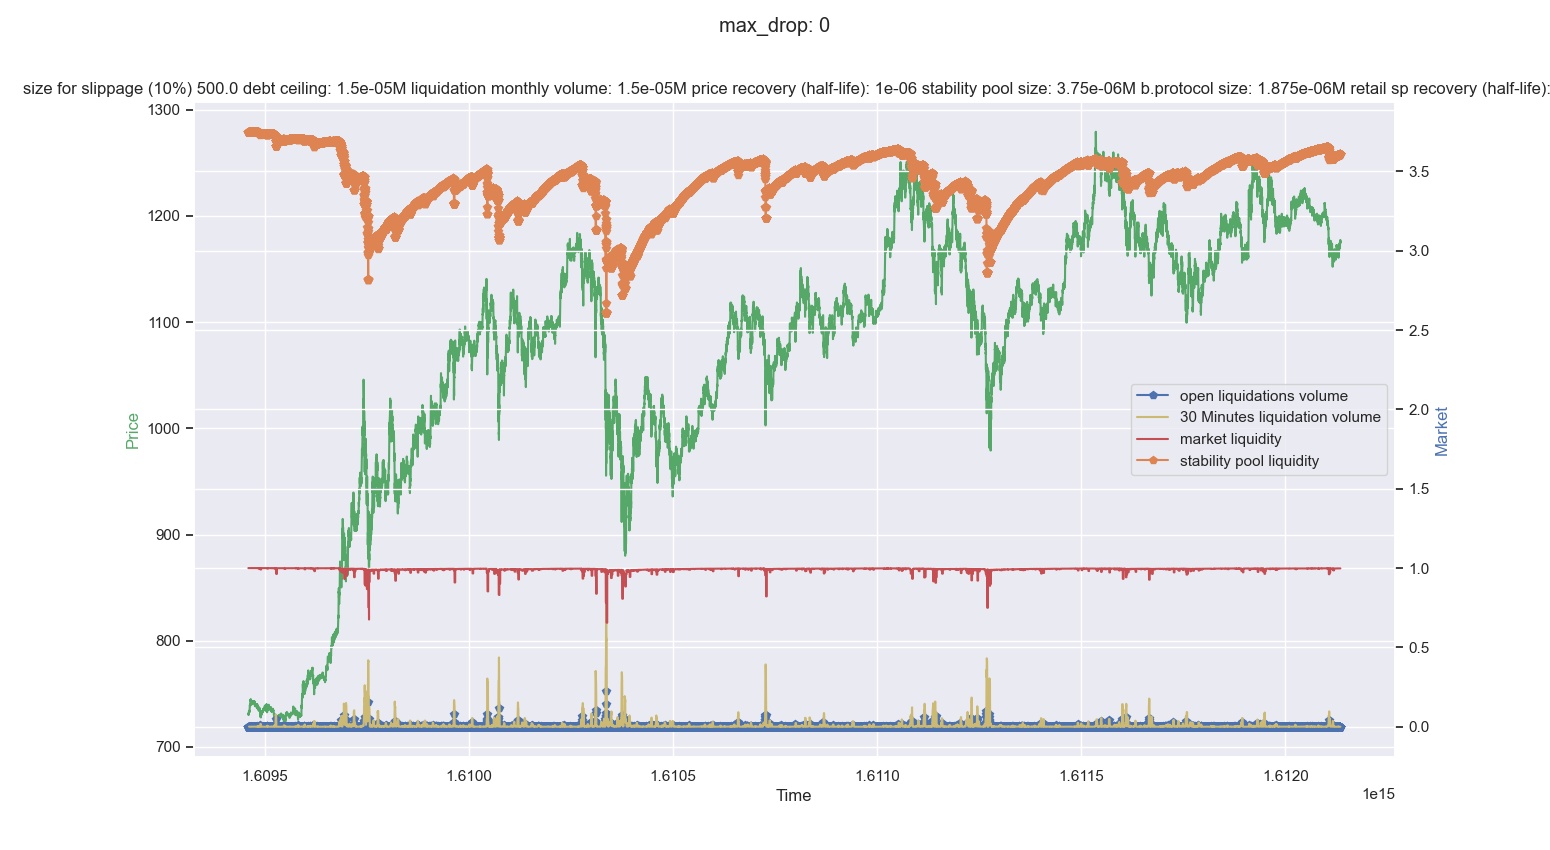 max_drop: 0
size for slippage (10%) 500.0 debt ceiling: 1.5e-05M liquidation monthly volume: 1.5e-05M price recovery (half-life): 1e-06 stability pool size: 3.75e-06M b.protocol size: 1.875e-06M retail sp recovery (half-life):
1300
1200
1100
1000
900
800
700
Price
3.5
3.0
2.5
2.0
1.5
1.0
0.5
0.0
Market
open liquidations volume
30 Minutes liquidation volume
market liquidity
stability pool liquidity
1.6095
1.6100
1.6105
1.6110
1.6115
1.6120
Time
1e15